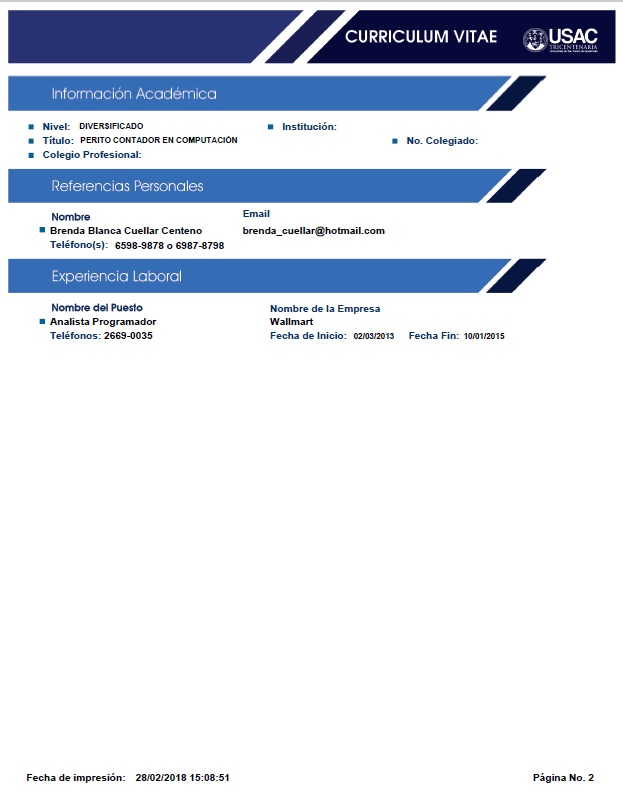 CURRICULUM VITAE
USAC
TRICENTENARIA
Información Académica
Nivel: DIVERSIFICADO Institución:
Título: PERITO CONTADOR EN COMPUTACIÓN No. Colegiado:
Colegio Profesional:
Referencias Personales
Nombre Email
Brenda Blanca Cuellar Centeno brenda_cuellar@hotmail.com
Teléfono(s): 6598-9878 o 6987-8798
Experiencia Laboral
Nombre del Puesto Nombre de la Empresa
Analista Programador Wallmart
Teléfonos: 2669-0035 Fecha de Inicio: 02/03/2013 Fecha Fin: 10/01/2015
Fecha de impresión: 28/02/2018 15:08:51 Página No. 2